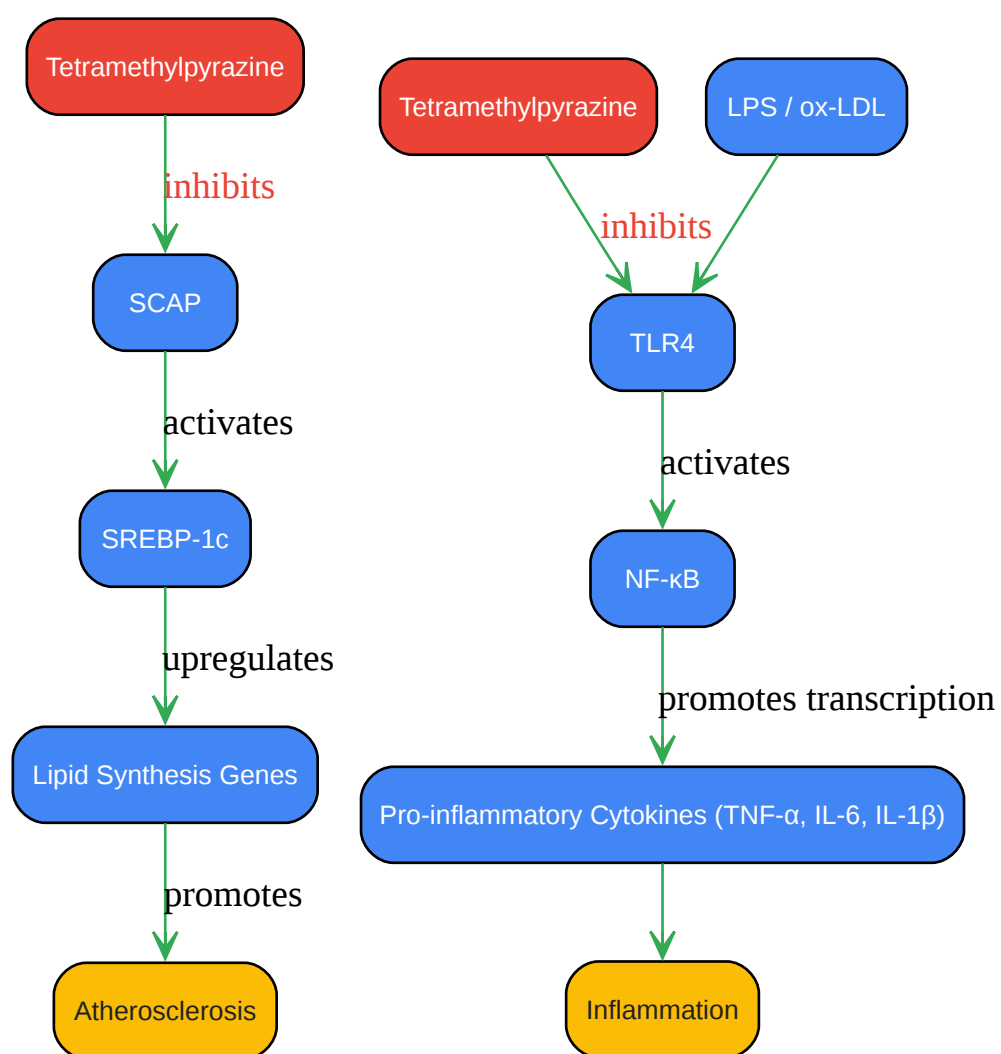 Tetramethylpyrazine
inhibits
SCAP
activates
SREBP-1c
upregulates
Lipid Synthesis Genes
promotes
Atherosclerosis
Tetramethylpyrazine
LPS / ox-LDL
inhibits
TLR4
activates
NF-κB
promotes transcription
Pro-inflammatory Cytokines (TNF-α, IL-6, IL-1β)
Inflammation